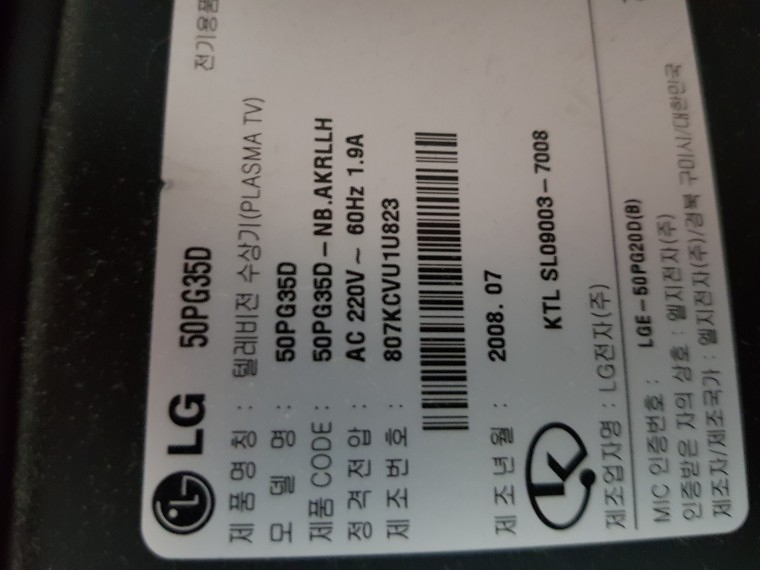 전기용품
LG 50PG35D
제품명칭 : 텔레비전 수상기(PLASMA TV)
모 델 명 : 50PG35D
제품 CODE : 50PG35D-NB.AKRLLH
정격전압 : AC 220V ~ 60Hz 1.9A
제조번호 : 807KCVU1U823
제조년월 : 2008. 07
KTL SL09003-7008
제조업자명 : LG전자(주)
MIC 인증번호 : LGE-50PG20D(B)
인증받은 자의 상호 : 엘지전자(주)
제조자/제조국가 : 엘지전자(주)/경북 구미시/대한민국